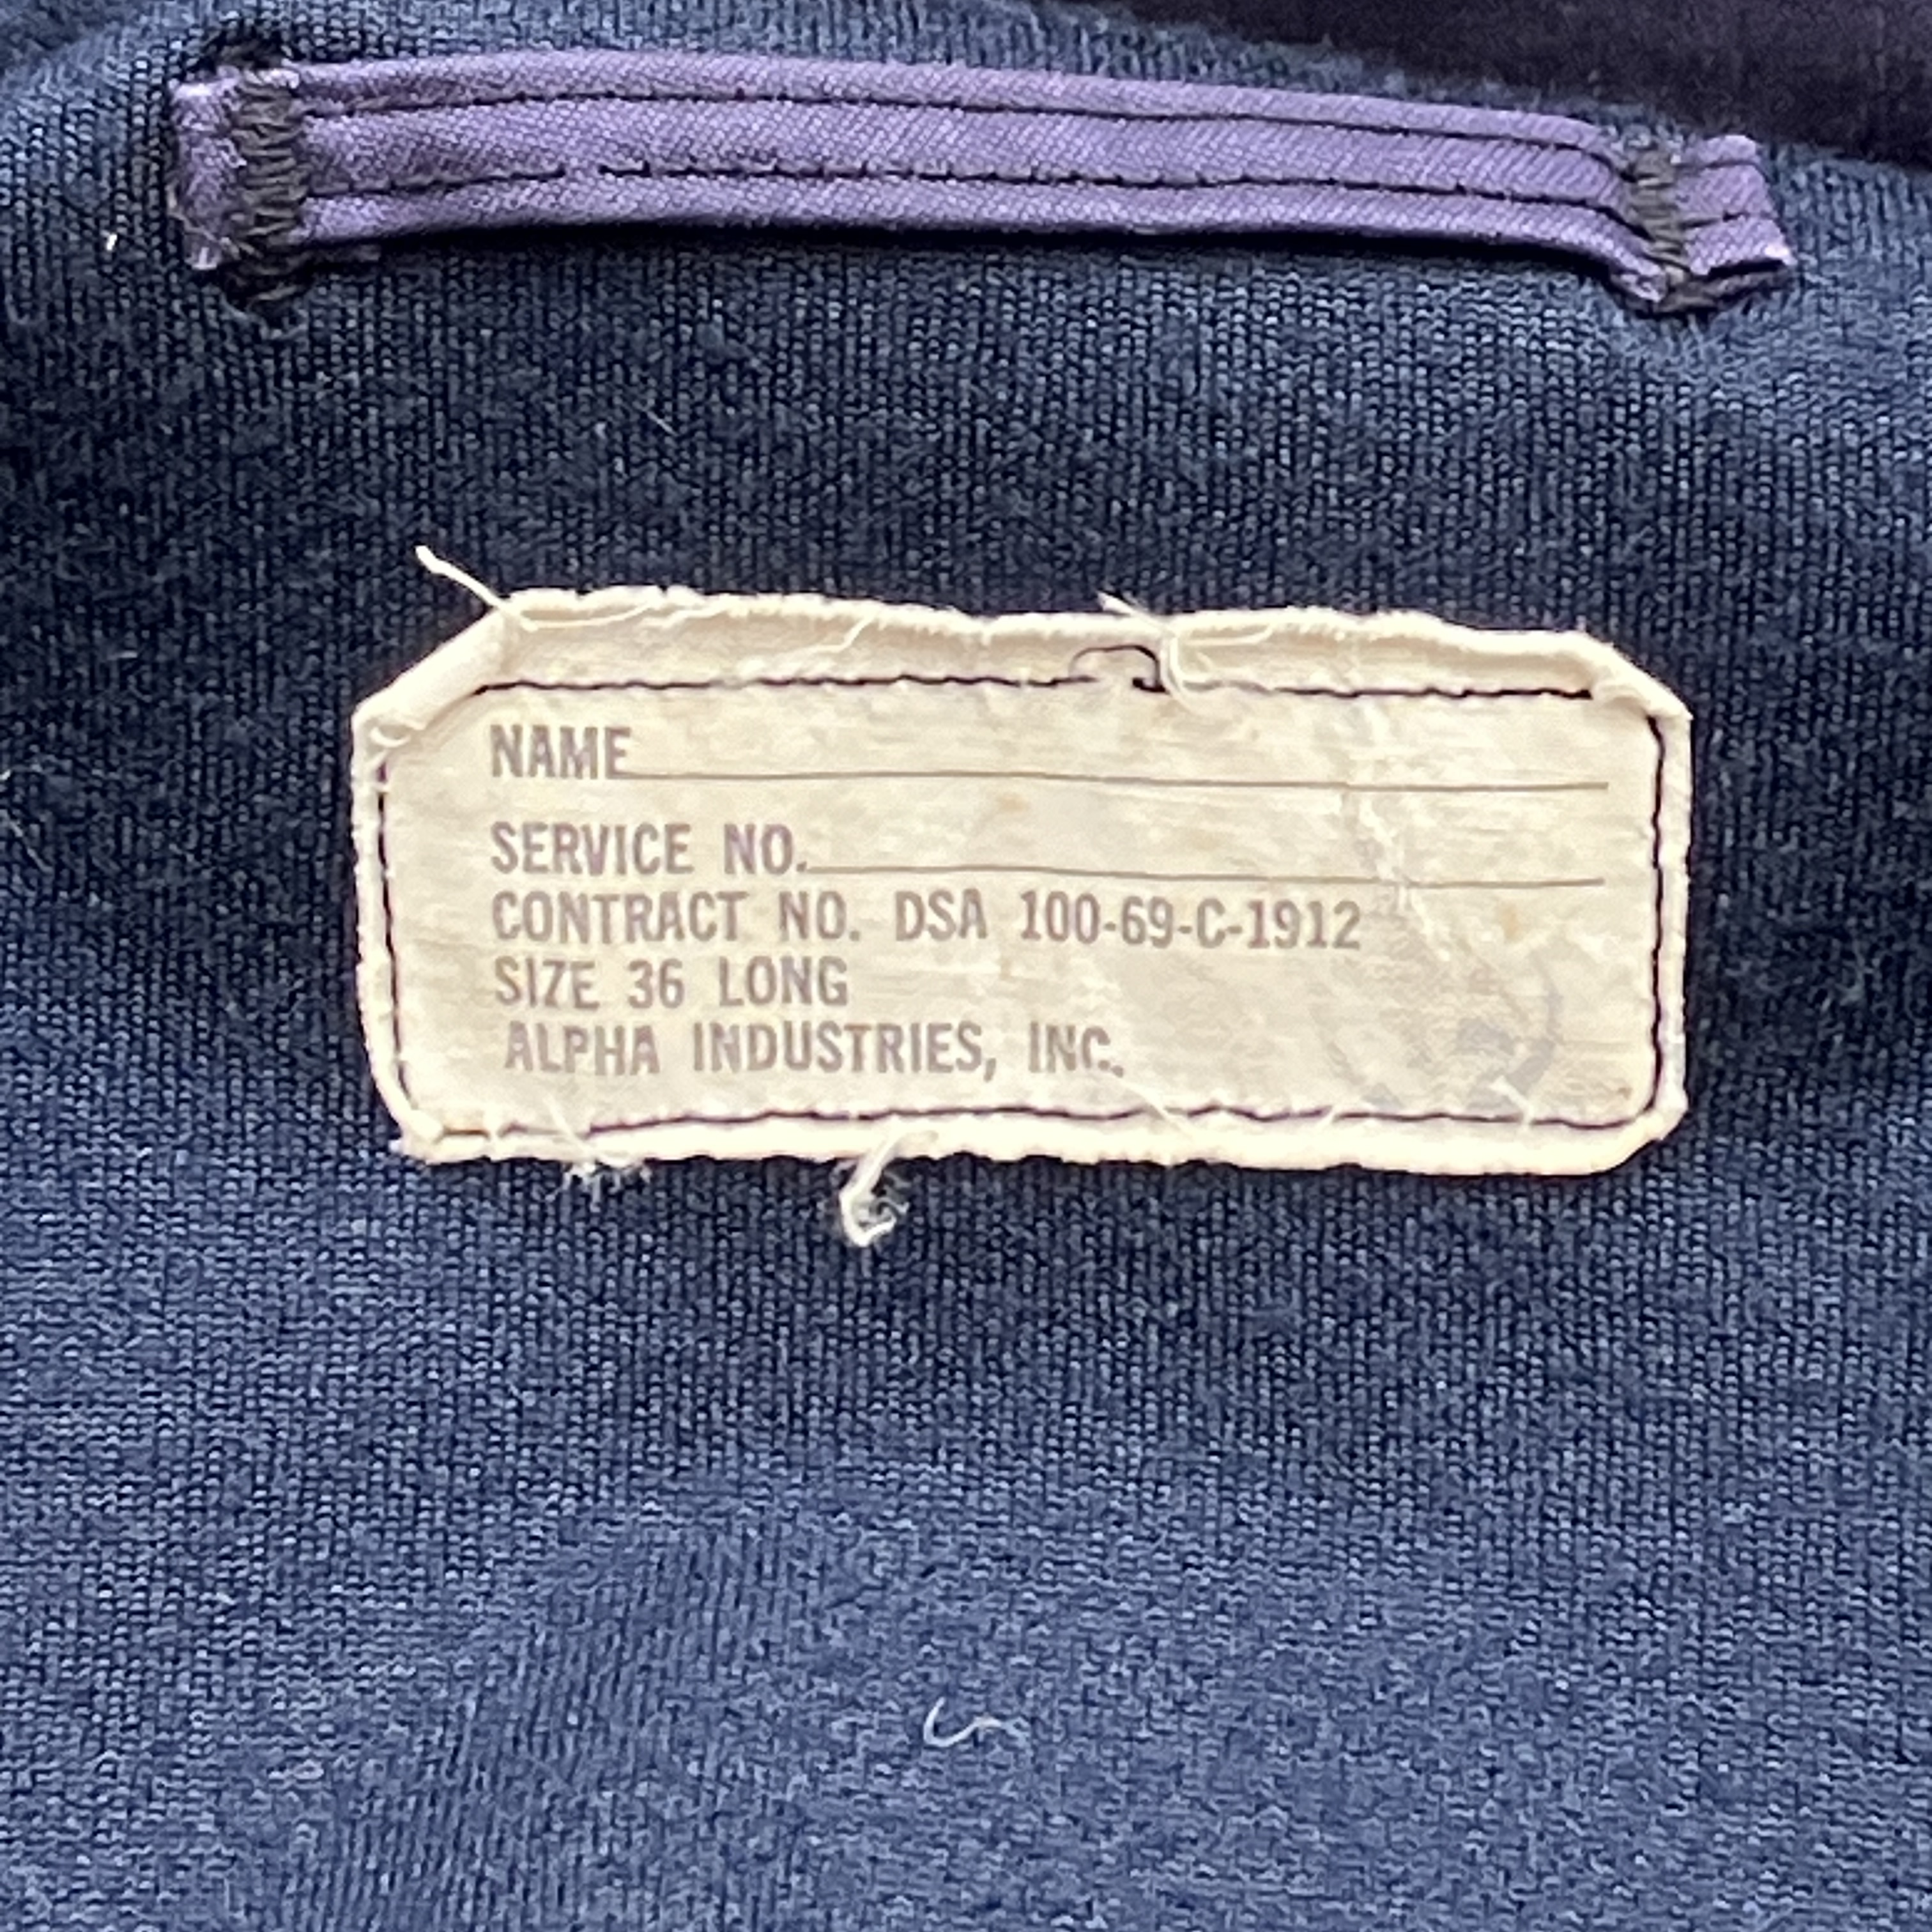 NAME
SERVICE NO.
CONTRACT NO. DSA 100-69-C-1912
SIZE 36 LONG
ALPHA INDUSTRIES, INC.